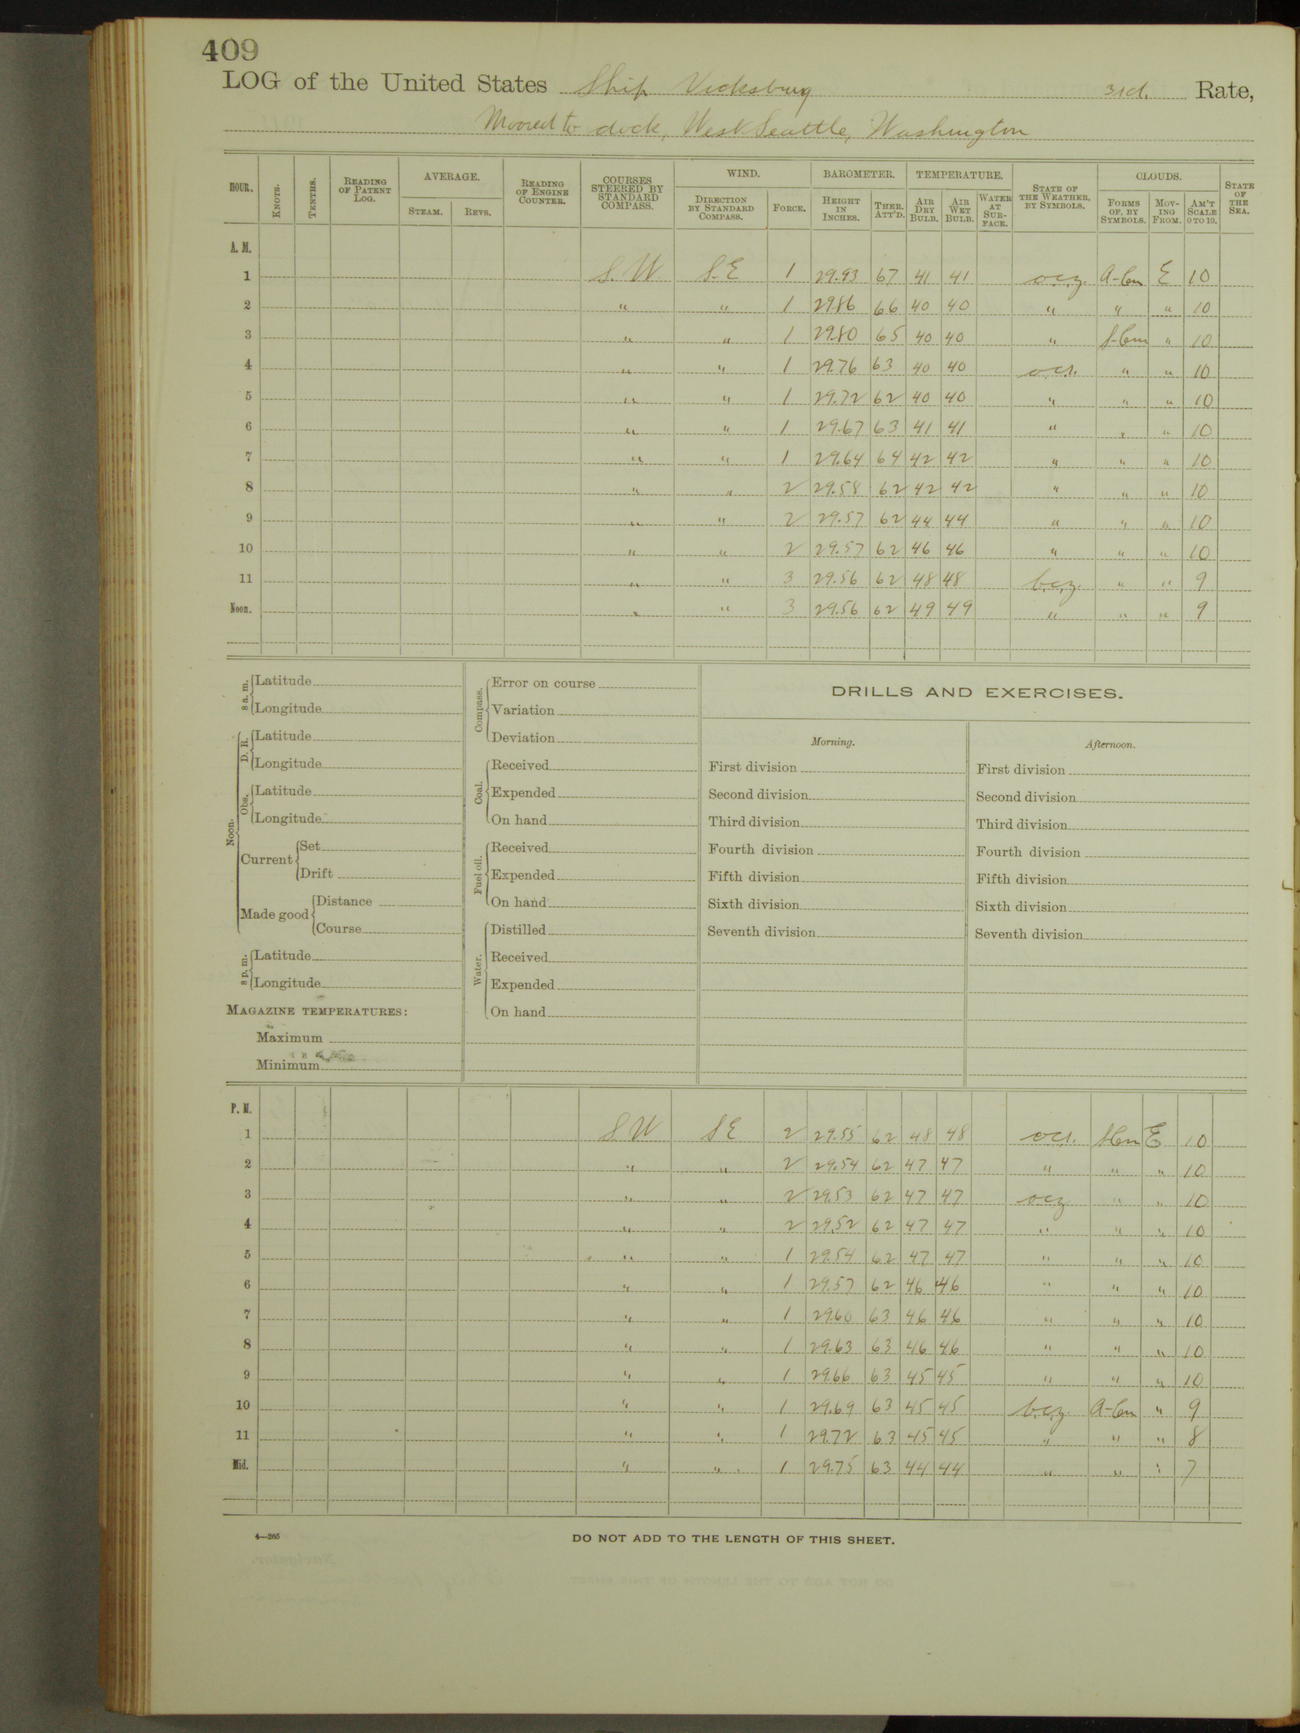 409
LOG of the United States Ship Vicksburg 3rd. Rate,
Moored to dock, West Seattle, Washington
HOUR. KNOTS. TENTHS. READING OF PATENT LOG. AVERAGE. STEAM. REVS. READING OF ENGINE COUNTER. COURSES STEERED BY STANDARD COMPASS. WIND. DIRECTION BY STANDARD COMPASS. FORCE. BAROMETER. HEIGHT IN INCHES. THER. ATT'D. TEMPERATURE. AIR DRY BULB. AIR WET BULB. WATER AT SURFACE. STATE OF THE WEATHER, BY SYMBOLS. CLOUDS. FORMS OF, BY SYMBOLS. MOVING FROM. AM'T SCALE 0 TO 10. STATE OF THE SEA.
A. M.
1 S.W S.E 1 29.93 67 41 41 o.c.z. A-Cu E 10
2 " " 1 29.86 66 40 40 " " " 10
3 " " 1 29.80 65 40 40 " S-Cu " 10
4 " " 1 29.76 63 40 40 o.c.r. " " 10
5 " " 1 29.72 62 40 40 " " " 10
6 " " 1 29.67 63 41 41 " " " 10
7 " " 1 29.64 64 42 42 " " " 10
8 " " 2 29.58 62 42 42 " " " 10
9 " " 2 29.57 62 44 44 " " " 10
10 " " 2 29.57 62 46 46 " " " 10
11 " " 3 29.56 62 48 48 b.c.z. " " 9
Noon. " " 3 29.56 62 49 49 " " " 9
8 a. m. Latitude
Longitude
Noon. D. R. Latitude
Longitude
Obs. Latitude
Longitude
Current Set
Drift
Made good Distance
Course
8 p. m. Latitude
Longitude
MAGAZINE TEMPERATURES:
Maximum
Minimum
Compass. Error on course
Variation
Deviation
Coal. Received
Expended
On hand
Fuel oil. Received
Expended
On hand
Water. Distilled
Received
Expended
On hand
DRILLS AND EXERCISES.
Morning.
First division
Second division
Third division
Fourth division
Fifth division
Sixth division
Seventh division
Afternoon.
First division
Second division
Third division
Fourth division
Fifth division
Sixth division
Seventh division
P. M.
1 S.W S.E 2 29.55 62 48 48 o.c.r. S-Cu E 10
2 " " 2 29.54 62 47 47 " " " 10
3 " " 2 29.53 62 47 47 o.c.z " " 10
4 " " 2 29.52 62 47 47 " " " 10
5 " " 1 29.54 62 47 47 " " " 10
6 " " 1 29.57 62 46 46 " " " 10
7 " " 1 29.60 63 46 46 " " " 10
8 " " 1 29.63 63 46 46 " " " 10
9 " " 1 29.66 63 45 45 " " " 10
10 " " 1 29.69 63 45 45 b.c.z. A-Cu " 9
11 " " 1 29.72 63 45 45 " " " 8
Mid. " " 1 29.75 63 44 44 " " " 7
4—265
DO NOT ADD TO THE LENGTH OF THIS SHEET.